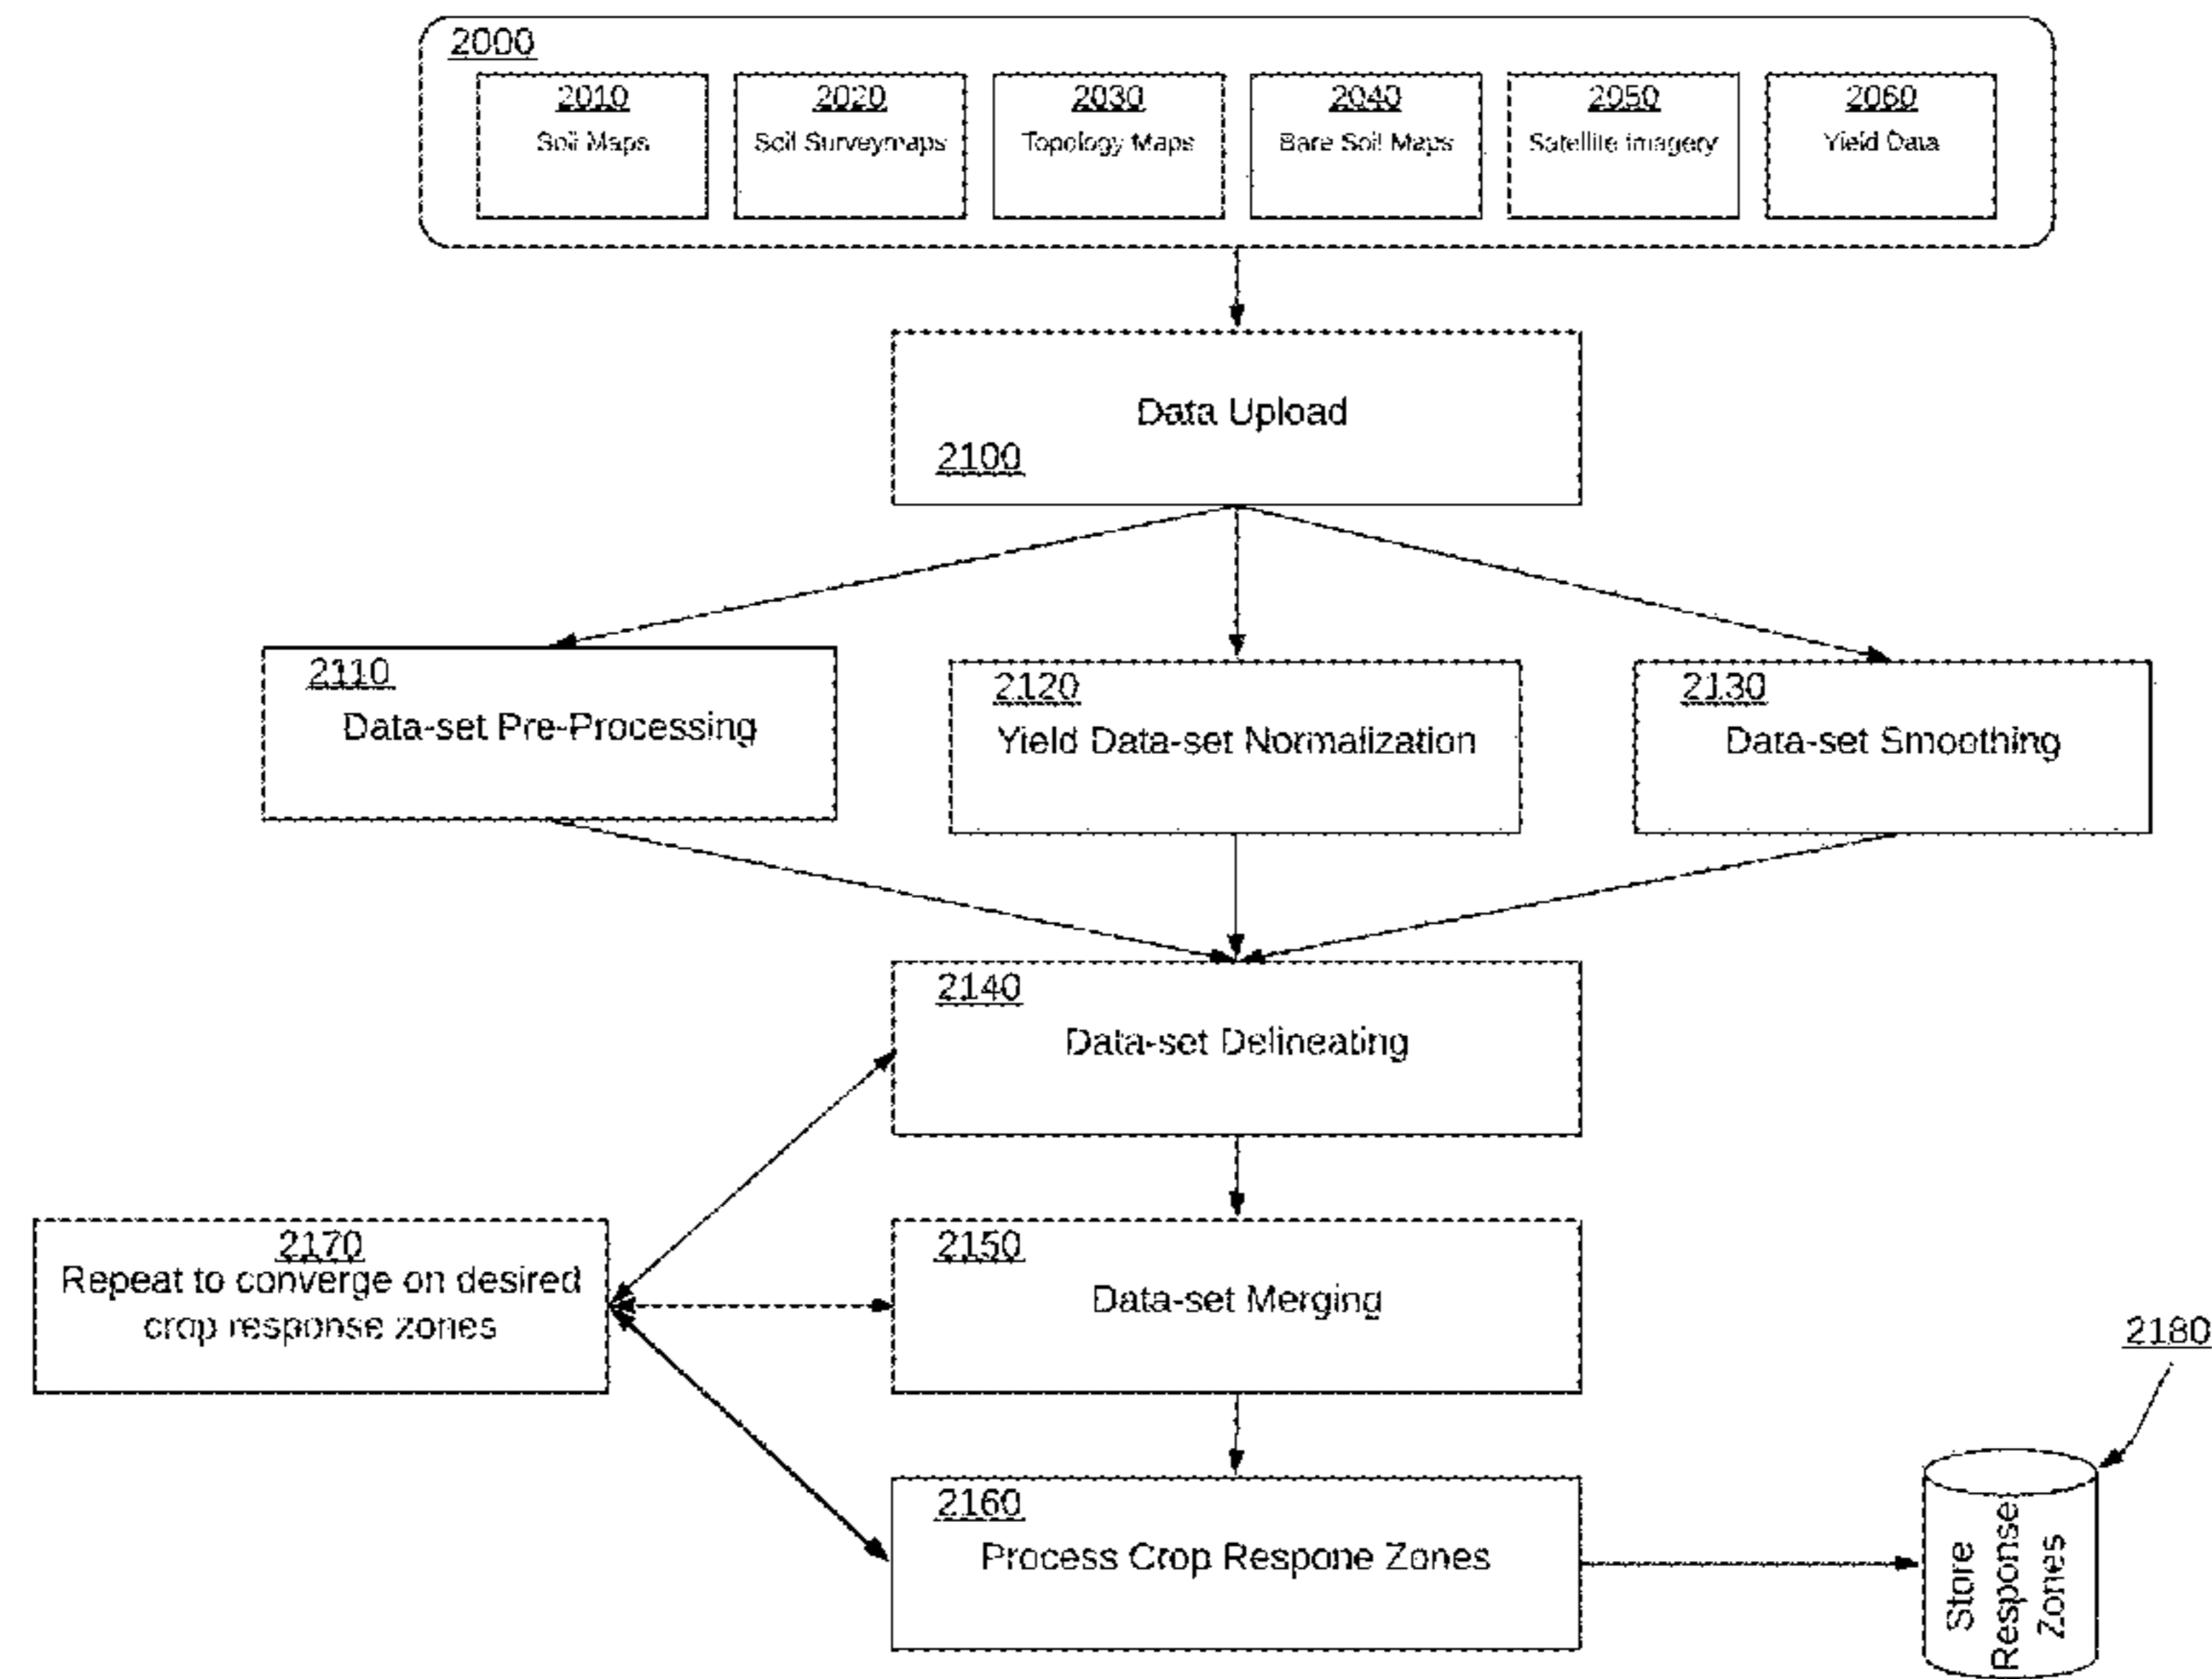 2000
2010
Soil Maps
2020
Soil Surveymaps
2030
Topology Maps
2040
Bare Soil Maps
2050
Satellite Imagery
2060
Yield Data
Data Upload
2100
2110
Data-set Pre-Processing
2120
Yield Data-set Normalization
2130
Data-set Smoothing
2140
Data-set Delineating
2170
Repeat to converge on desired
crop response zones
2150
Data-set Merging
2180
2160
Process Crop Respone Zones
Store
Response
Zones